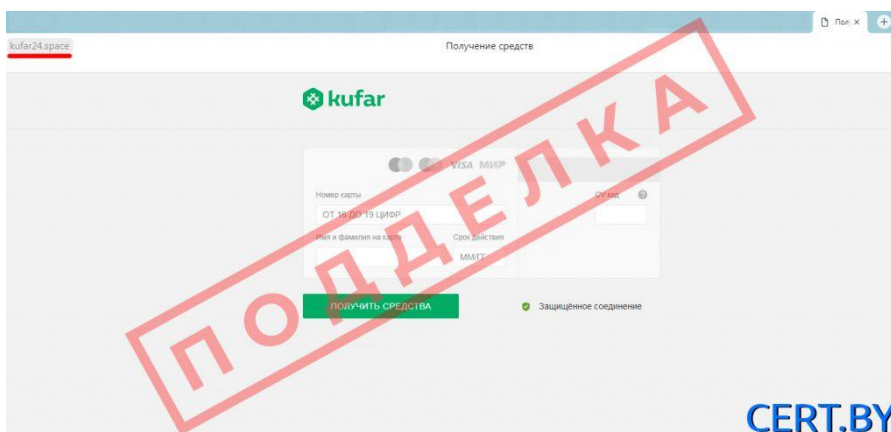 Пол
kufar24.space
Получение средств
kufar
VISA МИР
Номер карты
CV код
ОТ 16 ДО 19 ЦИФР
Имя и фамилия на карте
Срок действия
ММ/ГГ
ПОЛУЧИТЬ СРЕДСТВА
Защищённое соединение
ПОДДЕЛКА
CERT.BY